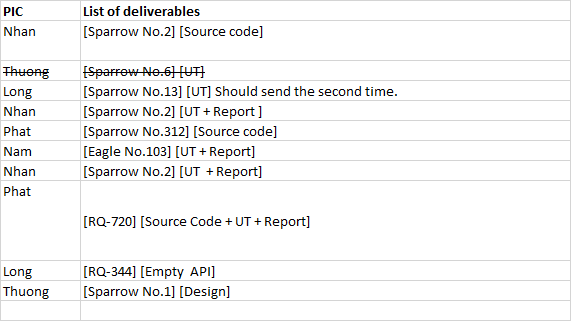 PIC List of deliverables
Nhan [Sparrow No.2] [Source code]
Thuong [Sparrow No.6] [UT]
Long [Sparrow No.13] [UT] Should send the second time.
Nhan [Sparrow No.2] [UT + Report ]
Phat [Sparrow No.312] [Source code]
Nam [Eagle No.103] [UT + Report]
Nhan [Sparrow No.2] [UT  + Report]
Phat [RQ-720] [Source Code + UT + Report]
Long [RQ-344] [Empty  API]
Thuong [Sparrow No.1] [Design]